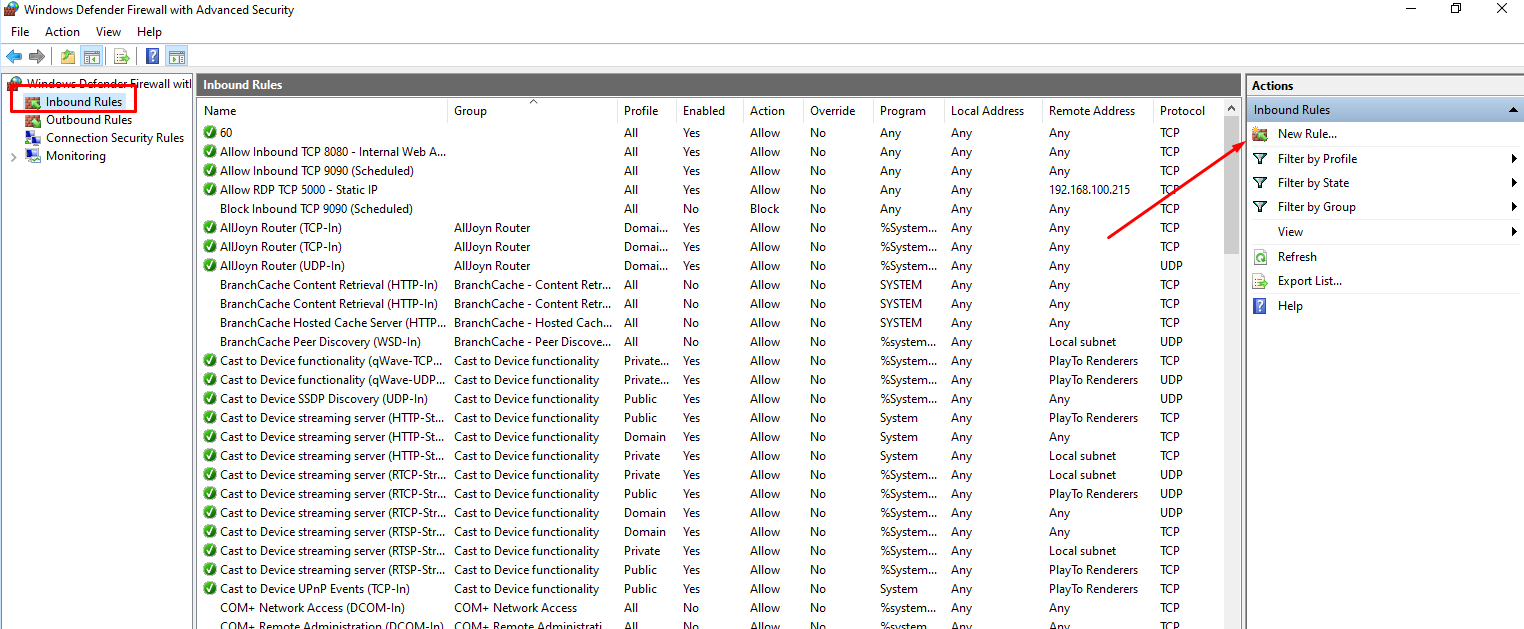 Windows Defender Firewall with Advanced Security
File Action View Help
Windows Defender Firewall witl
Inbound Rules
Outbound Rules
Connection Security Rules
Monitoring
Inbound Rules
Name Group Profile Enabled Action Override Program Local Address Remote Address Protocol
60 All Yes Allow No Any Any Any TCP
Allow Inbound TCP 8080 - Internal Web A... All Yes Allow No Any Any Any TCP
Allow Inbound TCP 9090 (Scheduled) All Yes Allow No Any Any Any TCP
Allow RDP TCP 5000 - Static IP All Yes Allow No Any Any 192.168.100.215 TCP
Block Inbound TCP 9090 (Scheduled) All No Block No Any Any Any TCP
AllJoyn Router (TCP-In) AllJoyn Router Domai... Yes Allow No %System... Any Any TCP
AllJoyn Router (TCP-In) AllJoyn Router Domai... Yes Allow No %System... Any Any TCP
AllJoyn Router (UDP-In) AllJoyn Router Domai... Yes Allow No %System... Any Any UDP
BranchCache Content Retrieval (HTTP-In) BranchCache - Content Retr... All No Allow No SYSTEM Any Any TCP
BranchCache Content Retrieval (HTTP-In) BranchCache - Content Retr... All No Allow No SYSTEM Any Any TCP
BranchCache Hosted Cache Server (HTTP... BranchCache - Hosted Cach... All No Allow No SYSTEM Any Any TCP
BranchCache Peer Discovery (WSD-In) BranchCache - Peer Discove... All No Allow No %system... Any Local subnet UDP
Cast to Device functionality (qWave-TCP... Cast to Device functionality Private... Yes Allow No %System... Any PlayTo Renderers TCP
Cast to Device functionality (qWave-UDP... Cast to Device functionality Private... Yes Allow No %System... Any PlayTo Renderers UDP
Cast to Device SSDP Discovery (UDP-In) Cast to Device functionality Public Yes Allow No %System... Any Any UDP
Cast to Device streaming server (HTTP-St... Cast to Device functionality Public Yes Allow No System Any PlayTo Renderers TCP
Cast to Device streaming server (HTTP-St... Cast to Device functionality Domain Yes Allow No System Any Any TCP
Cast to Device streaming server (HTTP-St... Cast to Device functionality Private Yes Allow No System Any Local subnet TCP
Cast to Device streaming server (RTCP-Str... Cast to Device functionality Private Yes Allow No %System... Any Local subnet UDP
Cast to Device streaming server (RTCP-Str... Cast to Device functionality Public Yes Allow No %System... Any PlayTo Renderers UDP
Cast to Device streaming server (RTCP-Str... Cast to Device functionality Domain Yes Allow No %System... Any Any UDP
Cast to Device streaming server (RTSP-Str... Cast to Device functionality Domain Yes Allow No %System... Any Any TCP
Cast to Device streaming server (RTSP-Str... Cast to Device functionality Private Yes Allow No %System... Any Local subnet TCP
Cast to Device streaming server (RTSP-Str... Cast to Device functionality Public Yes Allow No %System... Any PlayTo Renderers TCP
Cast to Device UPnP Events (TCP-In) Cast to Device functionality Public Yes Allow No System Any PlayTo Renderers TCP
COM+ Network Access (DCOM-In) COM+ Network Access All No Allow No %system... Any Any TCP
COM+ Remote Administration (DCOM-In) COM+ Remote Administrati All No Allow No %system Any Any TCP
Actions
Inbound Rules
New Rule...
Filter by Profile
Filter by State
Filter by Group
View
Refresh
Export List...
Help